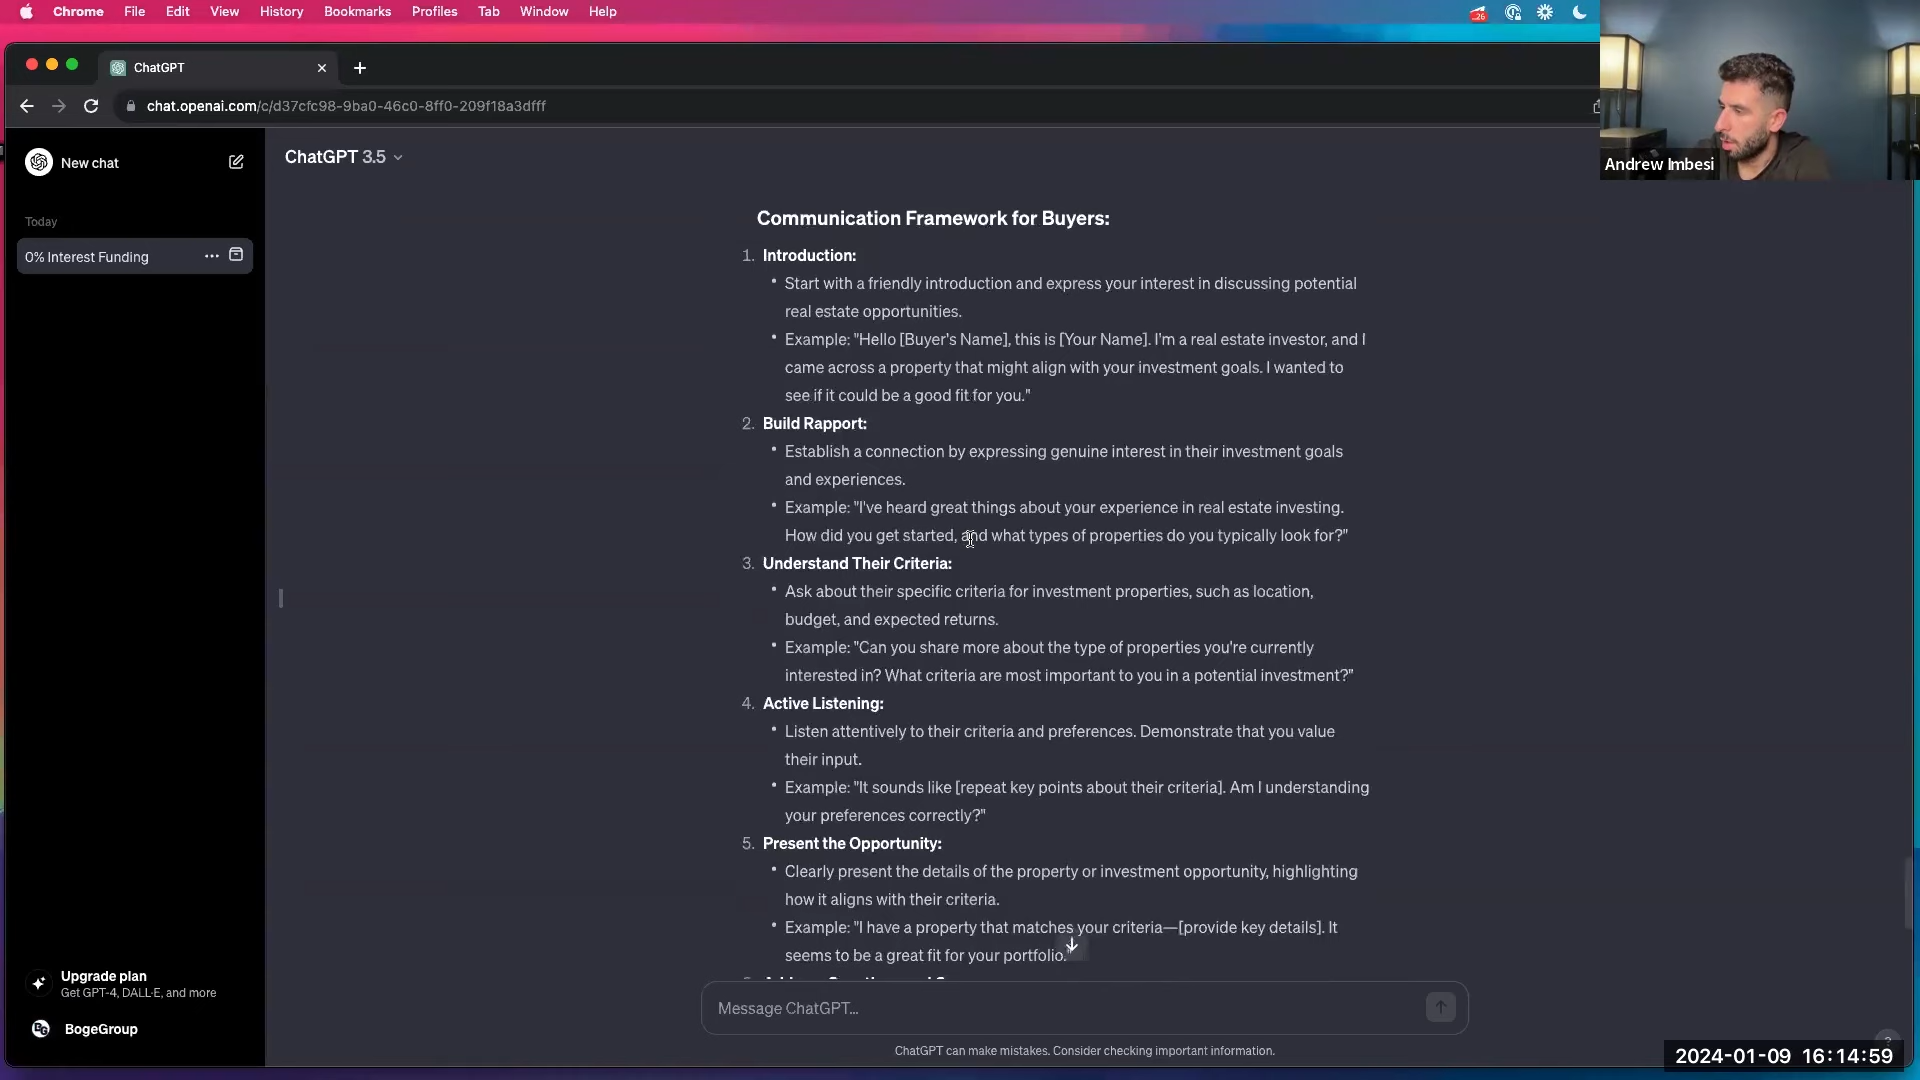 Chrome File Edit View History Bookmarks Profiles Tab Window Help
26
ChatGPT
chat.openai.com/c/d37cfc98-9ba0-46c0-8ff0-209f18a3dfff
Andrew Imbesi
New chat
ChatGPT 3.5
Today
0% Interest Funding
Communication Framework for Buyers:
1. Introduction:
• Start with a friendly introduction and express your interest in discussing potential
real estate opportunities.
• Example: "Hello [Buyer's Name], this is [Your Name]. I'm a real estate investor, and I
came across a property that might align with your investment goals. I wanted to
see if it could be a good fit for you."
2. Build Rapport:
• Establish a connection by expressing genuine interest in their investment goals
and experiences.
• Example: "I've heard great things about your experience in real estate investing.
How did you get started, and what types of properties do you typically look for?"
3. Understand Their Criteria:
• Ask about their specific criteria for investment properties, such as location,
budget, and expected returns.
• Example: "Can you share more about the type of properties you're currently
interested in? What criteria are most important to you in a potential investment?"
4. Active Listening:
• Listen attentively to their criteria and preferences. Demonstrate that you value
their input.
• Example: "It sounds like [repeat key points about their criteria]. Am I understanding
your preferences correctly?"
5. Present the Opportunity:
• Clearly present the details of the property or investment opportunity, highlighting
how it aligns with their criteria.
• Example: "I have a property that matches your criteria—[provide key details]. It
seems to be a great fit for your portfolio.
Upgrade plan
Get GPT-4, DALL·E, and more
BogeGroup
Message ChatGPT...
ChatGPT can make mistakes. Consider checking important information.
?
2024-01-09 16:14:59